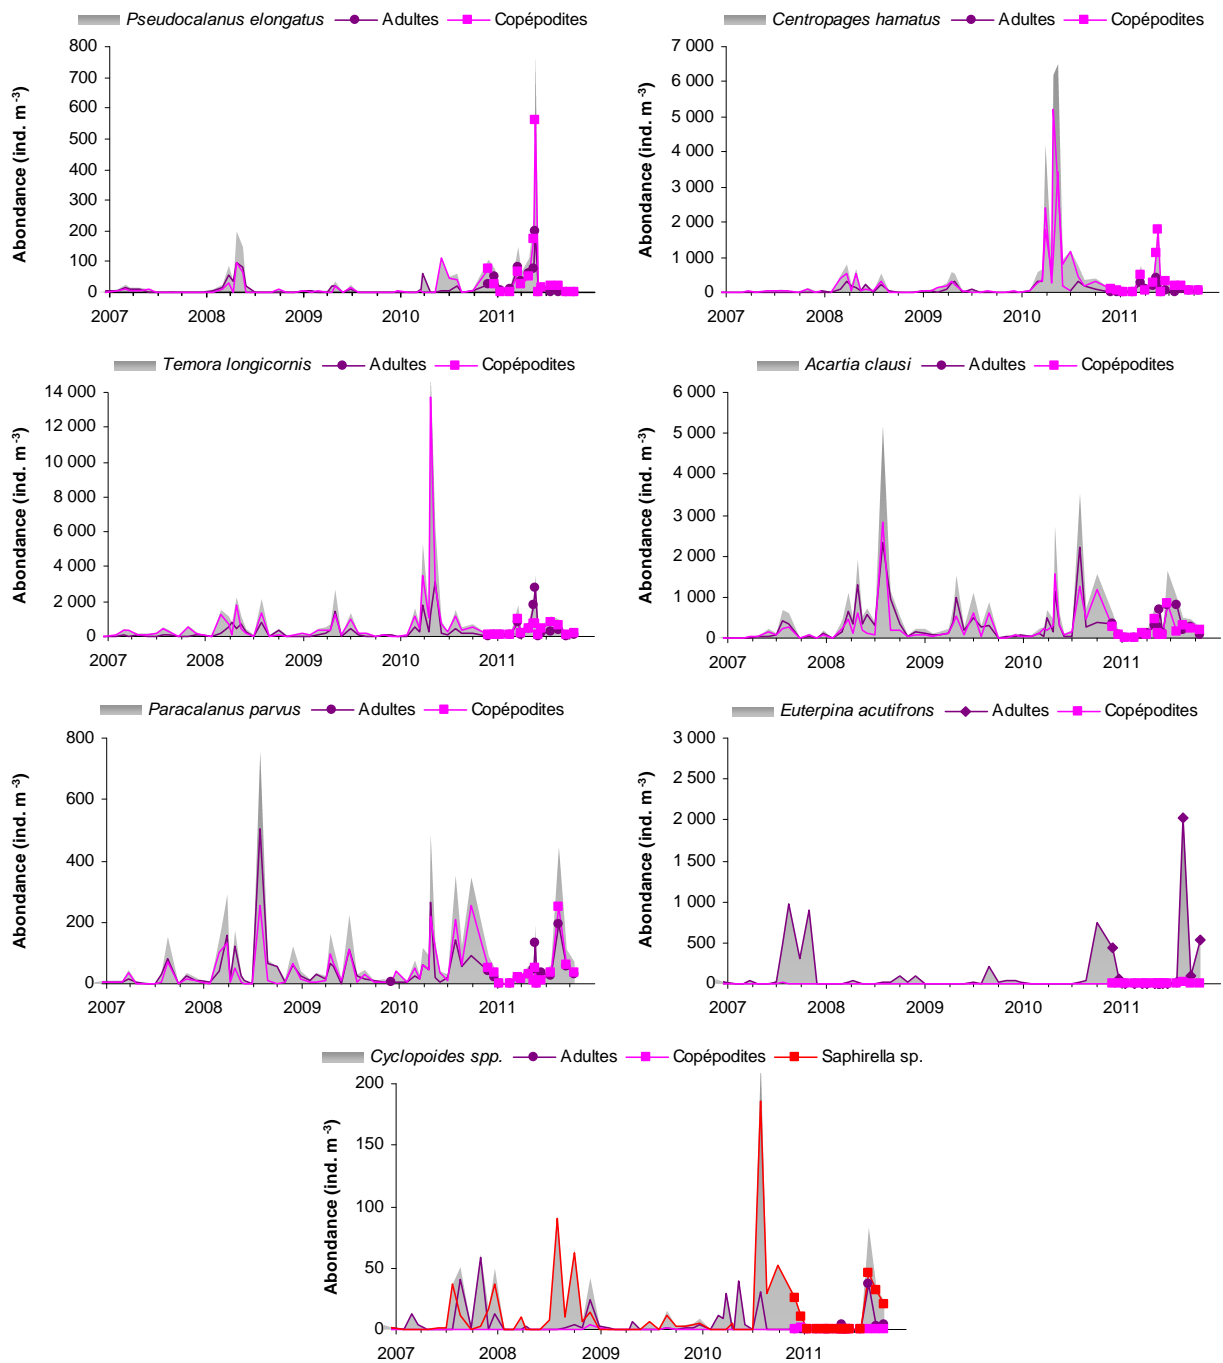 Pseudocalanus elongatus Adultes Copépodites
Abondance (ind. m-3)
800
700
600
500
400
300
200
100
0
2007 2008 2009 2010 2011
Centropages hamatus Adultes Copépodites
Abondance (ind. m-3)
7 000
6 000
5 000
4 000
3 000
2 000
1 000
0
2007 2008 2009 2010 2011
Temora longicornis Adultes Copépodites
Abondance (ind. m-3)
14 000
12 000
10 000
8 000
6 000
4 000
2 000
0
2007 2008 2009 2010 2011
Acartia clausi Adultes Copépodites
Abondance (ind. m-3)
6 000
5 000
4 000
3 000
2 000
1 000
0
2007 2008 2009 2010 2011
Paracalanus parvus Adultes Copépodites
Abondance (ind. m-3)
800
600
400
200
0
2007 2008 2009 2010 2011
Euterpina acutifrons Adultes Copépodites
Abondance (ind. m-3)
3 000
2 500
2 000
1 500
1 000
500
0
2007 2008 2009 2010 2011
Cyclopoides spp. Adultes Copépodites Saphirella sp.
Abondance (ind. m-3)
200
150
100
50
0
2007 2008 2009 2010 2011